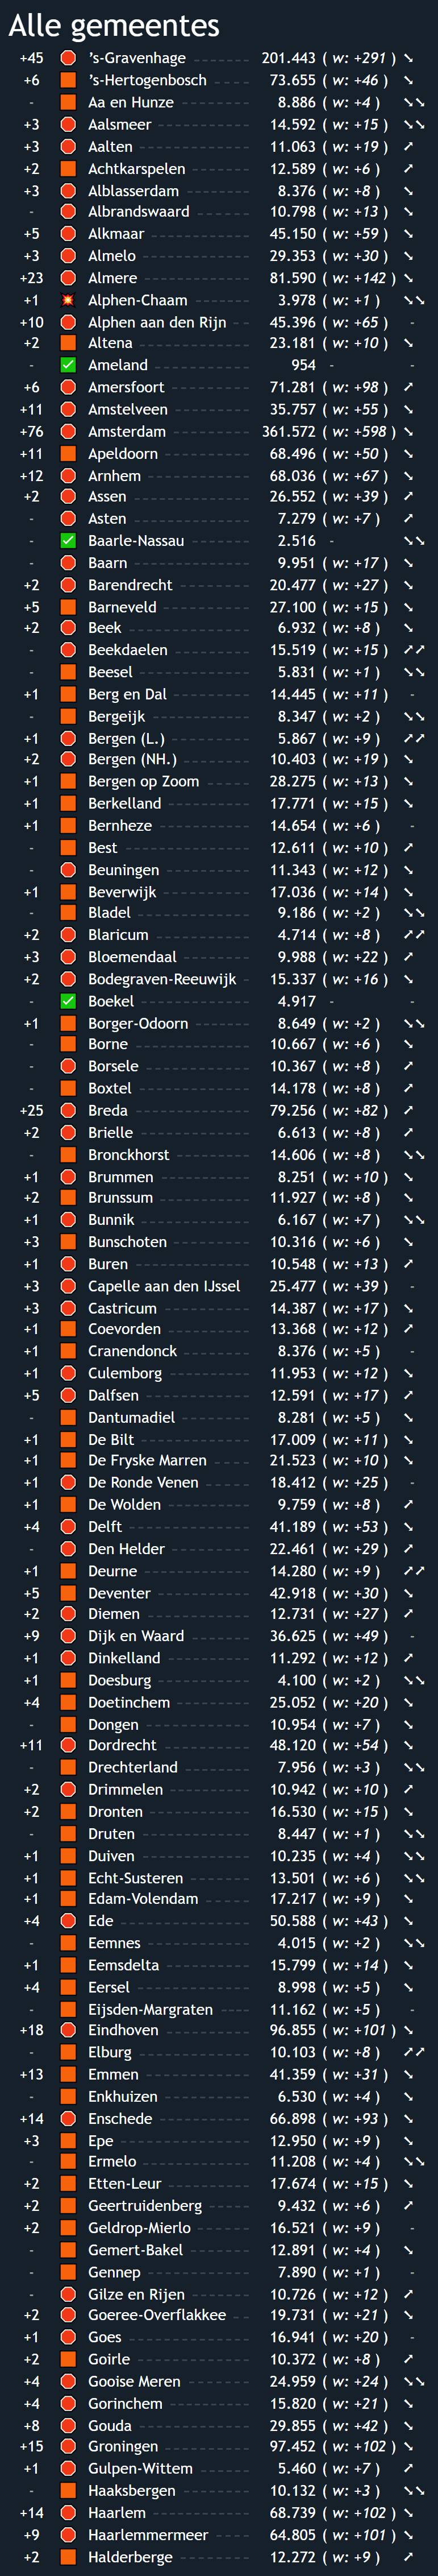 Alle gemeentes
+45 's-Gravenhage 201.443 ( w: +291 )
+6 's-Hertogenbosch 73.655 ( w: +46 )
- Aa en Hunze 8.886 ( w: +4 )
+3 Aalsmeer 14.592 ( w: +15 )
+3 Aalten 11.063 ( w: +19 )
+2 Achtkarspelen 12.589 ( w: +6 )
+3 Alblasserdam 8.376 ( w: +8 )
- Albrandswaard 10.798 ( w: +13 )
+5 Alkmaar 45.150 ( w: +59 )
+3 Almelo 29.353 ( w: +30 )
+23 Almere 81.590 ( w: +142 )
+1 Alphen-Chaam 3.978 ( w: +1 )
+10 Alphen aan den Rijn 45.396 ( w: +65 ) -
+2 Altena 23.181 ( w: +10 )
- Ameland 954 - -
+6 Amersfoort 71.281 ( w: +98 )
+11 Amstelveen 35.757 ( w: +55 )
+76 Amsterdam 361.572 ( w: +598 )
+11 Apeldoorn 68.496 ( w: +50 )
+12 Arnhem 68.036 ( w: +67 )
+2 Assen 26.552 ( w: +39 )
- Asten 7.279 ( w: +7 )
- Baarle-Nassau 2.516 -
- Baarn 9.951 ( w: +17 )
+2 Barendrecht 20.477 ( w: +27 )
+5 Barneveld 27.100 ( w: +15 )
+2 Beek 6.932 ( w: +8 )
- Beekdaelen 15.519 ( w: +15 )
- Beesel 5.831 ( w: +1 )
+1 Berg en Dal 14.445 ( w: +11 ) -
- Bergeijk 8.347 ( w: +2 )
+1 Bergen (L.) 5.867 ( w: +9 )
+2 Bergen (NH.) 10.403 ( w: +19 )
+1 Bergen op Zoom 28.275 ( w: +13 )
+1 Berkelland 17.771 ( w: +15 )
+1 Bernheze 14.654 ( w: +6 ) -
- Best 12.611 ( w: +10 )
- Beuningen 11.343 ( w: +12 )
+1 Beverwijk 17.036 ( w: +14 )
- Bladel 9.186 ( w: +2 )
+2 Blaricum 4.714 ( w: +8 )
+3 Bloemendaal 9.988 ( w: +22 )
+2 Bodegraven-Reeuwijk 15.337 ( w: +16 )
- Boekel 4.917 - -
+1 Borger-Odoorn 8.649 ( w: +2 )
- Borne 10.667 ( w: +6 )
- Borsele 10.367 ( w: +8 )
- Boxtel 14.178 ( w: +8 )
+25 Breda 79.256 ( w: +82 )
+2 Brielle 6.613 ( w: +8 )
- Bronckhorst 14.606 ( w: +8 )
+1 Brummen 8.251 ( w: +10 )
+2 Brunssum 11.927 ( w: +8 )
+1 Bunnik 6.167 ( w: +7 )
+3 Bunschoten 10.316 ( w: +6 )
+1 Buren 10.548 ( w: +13 )
+3 Capelle aan den IJssel 25.477 ( w: +39 ) -
+3 Castricum 14.387 ( w: +17 )
+1 Coevorden 13.368 ( w: +12 )
+1 Cranendonck 8.376 ( w: +5 ) -
+1 Culemborg 11.953 ( w: +12 )
+5 Dalfsen 12.591 ( w: +17 )
- Dantumadiel 8.281 ( w: +5 )
+1 De Bilt 17.009 ( w: +11 )
+1 De Fryske Marren 21.523 ( w: +10 )
+1 De Ronde Venen 18.412 ( w: +25 ) -
+1 De Wolden 9.759 ( w: +8 )
+4 Delft 41.189 ( w: +53 )
- Den Helder 22.461 ( w: +29 )
+1 Deurne 14.280 ( w: +9 )
+5 Deventer 42.918 ( w: +30 )
+2 Diemen 12.731 ( w: +27 )
+9 Dijk en Waard 36.625 ( w: +49 ) -
+1 Dinkelland 11.292 ( w: +12 )
+1 Doesburg 4.100 ( w: +2 )
+4 Doetinchem 25.052 ( w: +20 )
- Dongen 10.954 ( w: +7 )
+11 Dordrecht 48.120 ( w: +54 )
- Drechterland 7.956 ( w: +3 )
+2 Drimmelen 10.942 ( w: +10 )
+2 Dronten 16.530 ( w: +15 )
- Druten 8.447 ( w: +1 )
+1 Duiven 10.235 ( w: +4 )
+1 Echt-Susteren 13.501 ( w: +6 )
+1 Edam-Volendam 17.217 ( w: +9 )
+4 Ede 50.588 ( w: +43 )
- Eemnes 4.015 ( w: +2 )
+1 Eemsdelta 15.799 ( w: +14 )
+4 Eersel 8.998 ( w: +5 )
- Eijsden-Margraten 11.162 ( w: +5 ) -
+18 Eindhoven 96.855 ( w: +101 )
- Elburg 10.103 ( w: +8 )
+13 Emmen 41.359 ( w: +31 )
- Enkhuizen 6.530 ( w: +4 )
+14 Enschede 66.898 ( w: +93 )
+3 Epe 12.950 ( w: +9 )
- Ermelo 11.208 ( w: +4 )
+2 Etten-Leur 17.674 ( w: +15 )
+2 Geertruidenberg 9.432 ( w: +6 )
+2 Geldrop-Mierlo 16.521 ( w: +9 ) -
- Gemert-Bakel 12.891 ( w: +4 )
- Gennep 7.890 ( w: +1 ) -
- Gilze en Rijen 10.726 ( w: +12 )
+2 Goeree-Overflakkee 19.731 ( w: +21 )
+1 Goes 16.941 ( w: +20 ) -
+2 Goirle 10.372 ( w: +8 )
+4 Gooise Meren 24.959 ( w: +24 )
+4 Gorinchem 15.820 ( w: +21 )
+8 Gouda 29.855 ( w: +42 )
+15 Groningen 97.452 ( w: +102 )
+1 Gulpen-Wittem 5.460 ( w: +7 )
- Haaksbergen 10.132 ( w: +3 )
+14 Haarlem 68.739 ( w: +102 )
+9 Haarlemmermeer 64.805 ( w: +101 )
+2 Halderberge 12.272 ( w: +9 )